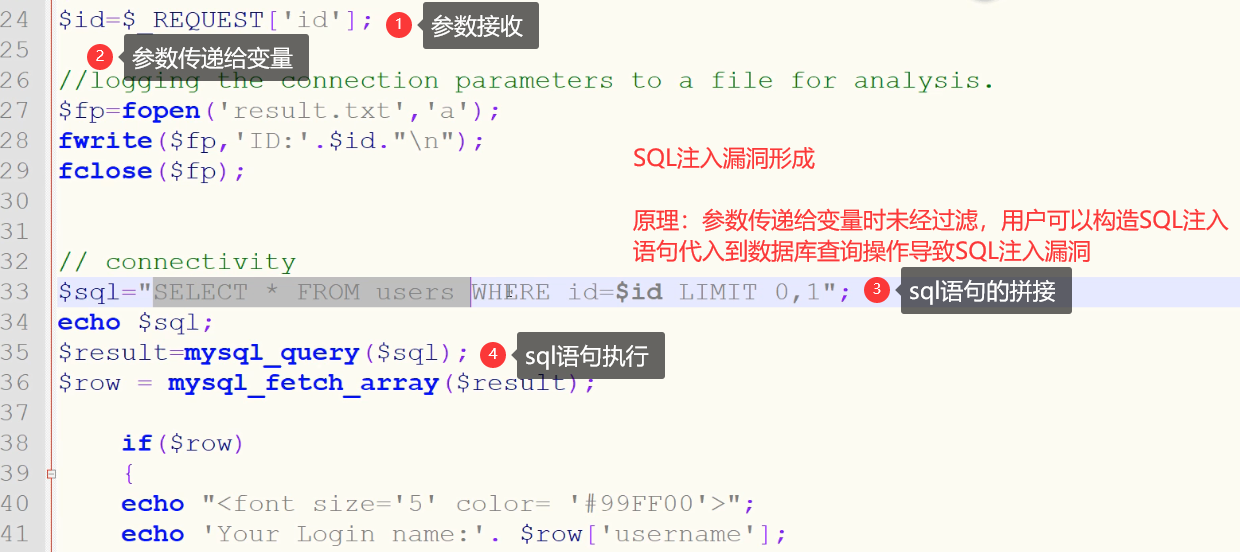 24 $id=$_REQUEST['id']; 1 参数接收
25 2 参数传递给变量
26 //logging the connection parameters to a file for analysis.
27 $fp=fopen('result.txt','a');
28 fwrite($fp,'ID:'.$id."\n");
SQL注入漏洞形成
29 fclose($fp);
30
原理：参数传递给变量时未经过滤，用户可以构造SQL注入
31
语句代入到数据库查询操作导致SQL注入漏洞
32 // connectivity
33 $sql="SELECT * FROM users WHERE id=$id LIMIT 0,1"; 3 sql语句的拼接
34 echo $sql;
35 $result=mysql_query($sql); 4 sql语句执行
36 $row = mysql_fetch_array($result);
37
38 if($row)
39 {
40 echo "<font size='5' color= '#99FF00'>";
41 echo 'Your Login name:'. $row['username'];